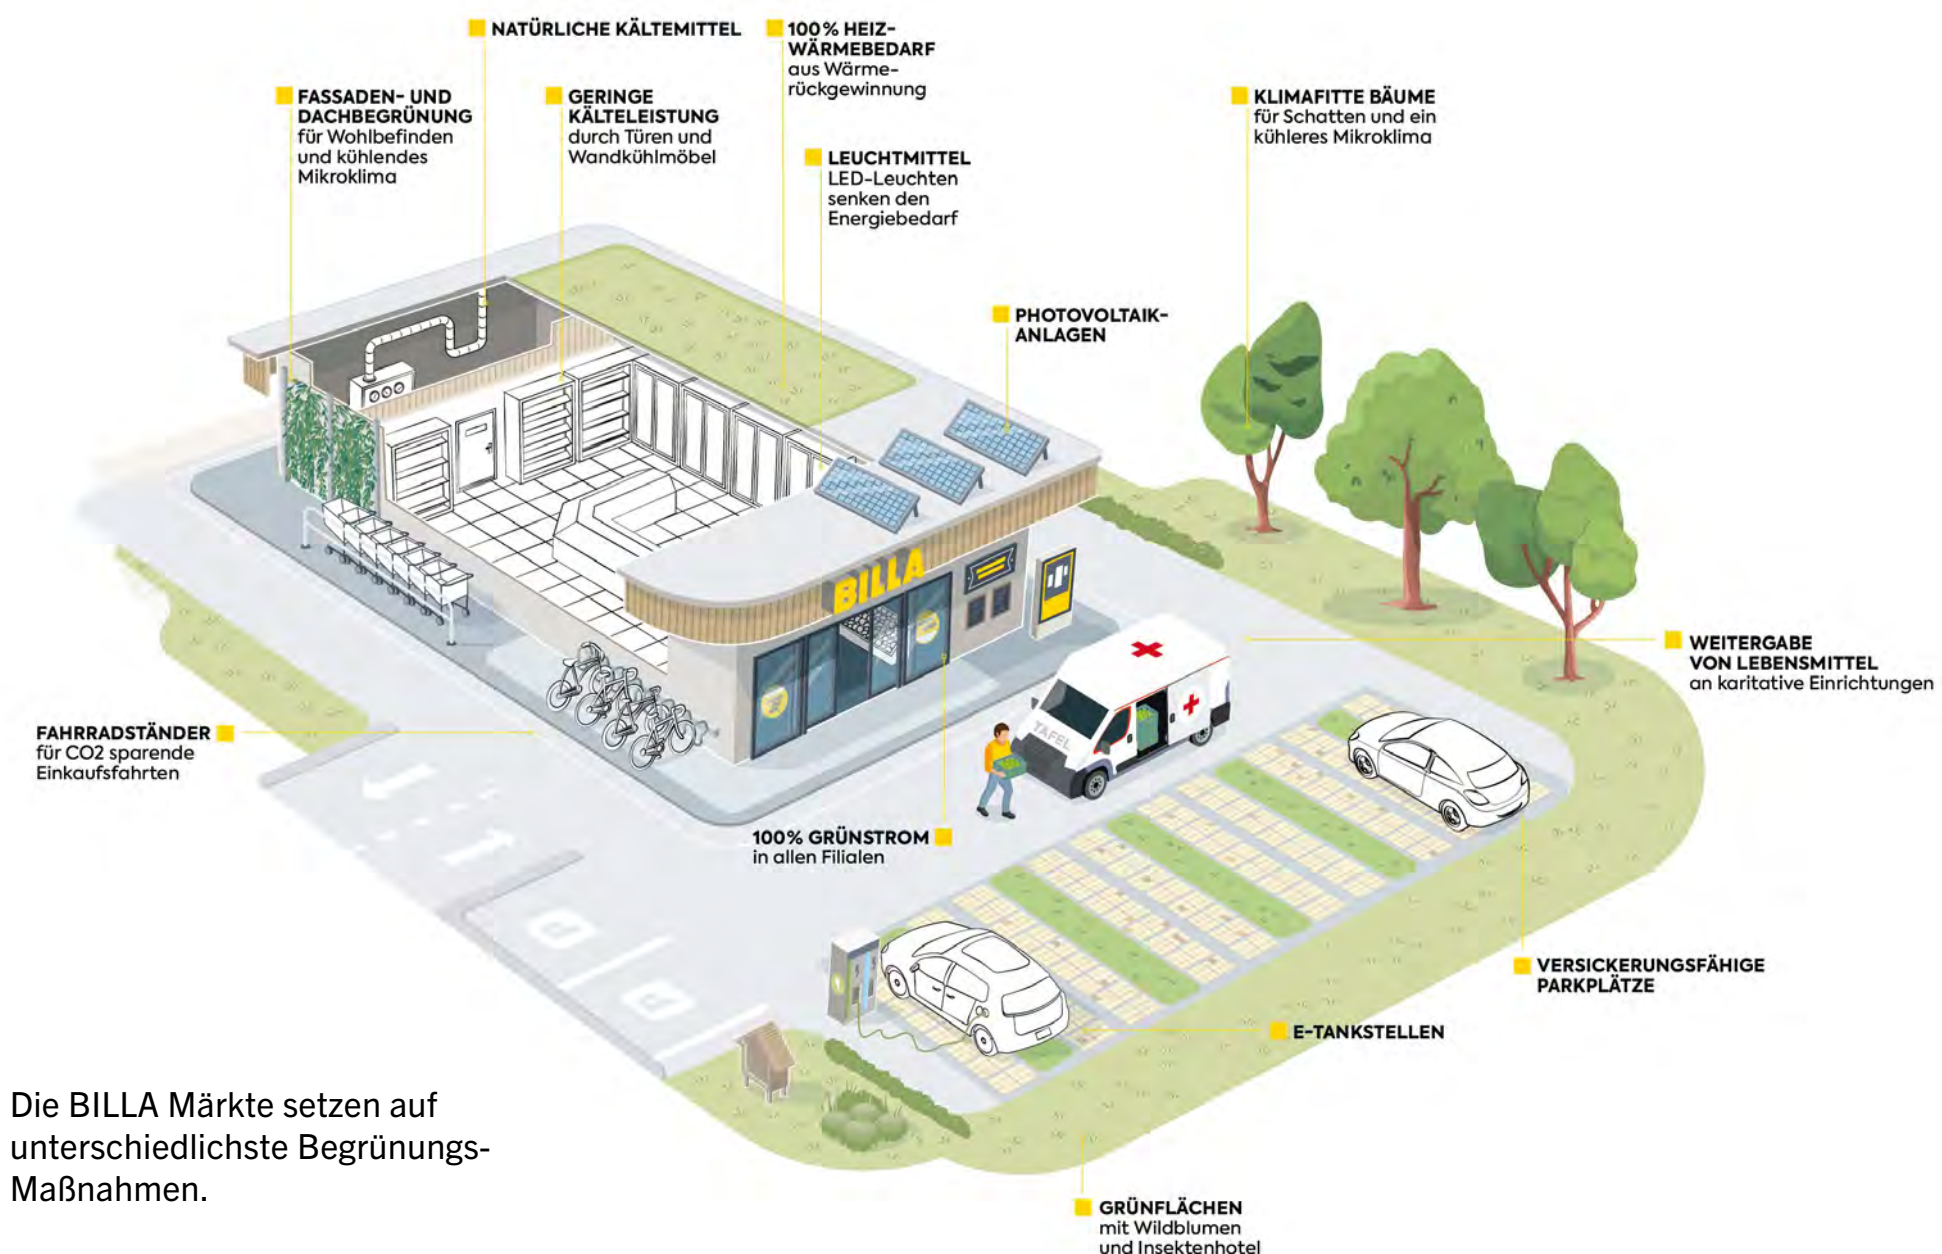 NATÜRLICHE KÄLTEMITTEL
100% HEIZ-
WÄRMEBEDARF
aus Wärme-
rückgewinnung
FASSADEN- UND
DACHBEGRÜNUNG
für Wohlbefinden
und kühlendes
Mikroklima
GERINGE
KÄLTELEISTUNG
durch Türen und
Wandkühlmöbel
LEUCHTMITTEL
LED-Leuchten
senken den
Energiebedarf
KLIMAFITTE BÄUME
für Schatten und ein
kühleres Mikroklima
PHOTOVOLTAIK-
ANLAGEN
BILLA
WEITERGABE
VON LEBENSMITTEL
an karitative Einrichtungen
TAFEL
FAHRRADSTÄNDER
für CO2 sparende
Einkaufsfahrten
100% GRÜNSTROM
in allen Filialen
P
P
VERSICKERUNGSFÄHIGE
PARKPLÄTZE
E-TANKSTELLEN
Die BILLA Märkte setzen auf
unterschiedlichste Begrünungs-
Maßnahmen.
GRÜNFLÄCHEN
mit Wildblumen
und Insektenhotel